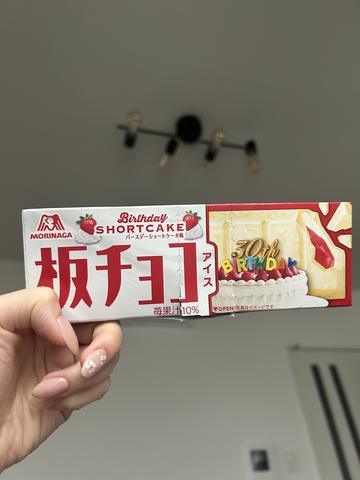 MORINAGA
Birthday
SHORTCAKE
バースデーショートケーキ味
板チョコ
アイス
苺果汁10%
30th
BIRTHDAY
▼OPEN/写真はイメージです